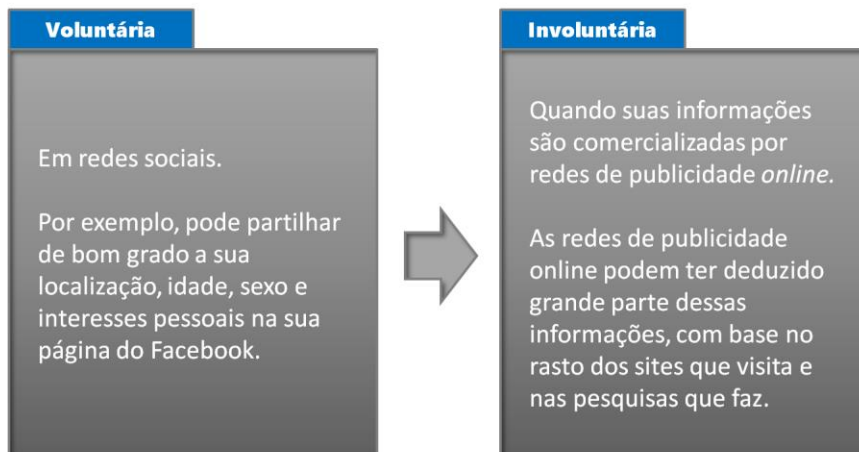 Voluntária
Em redes sociais.
Por exemplo, pode partilhar
de bom grado a sua
localização, idade, sexo e
interesses pessoais na sua
página do Facebook.
Involuntária
Quando suas informações
são comercializadas por
redes de publicidade online.
As redes de publicidade
online podem ter deduzido
grande parte dessas
informações, com base no
rasto dos sites que visita e
nas pesquisas que faz.